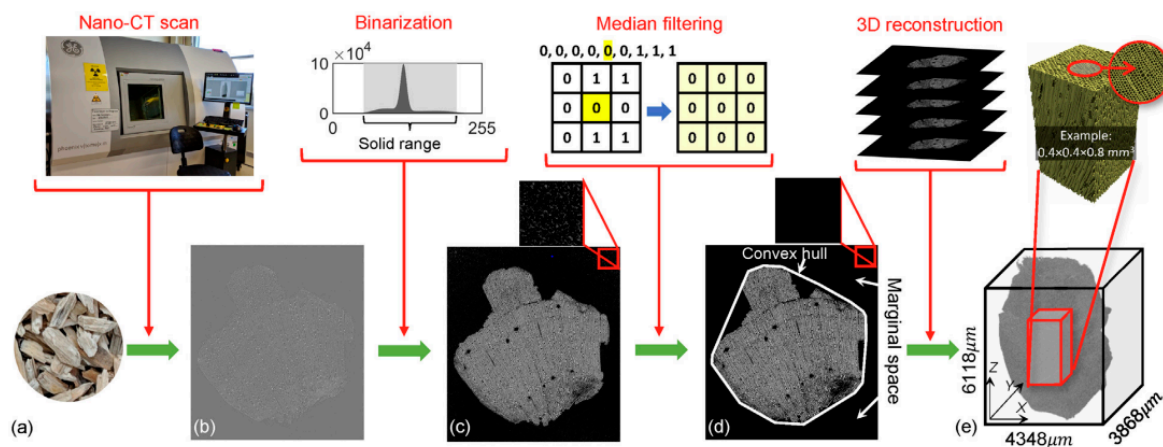 Nano-CT scan
Binarization
Median filtering
3D reconstruction
10×10⁴
0
0
255
Solid range
0, 0, 0, 0, 0, 0, 1, 1, 1
0 1 1
0 0 0
0 1 1
0 0 0
0 0 0
0 0 0
Example:
0.4×0.4×0.8 mm³
Convex hull
Marginal space
6118μm
Z
Y
X
4348μm
3868μm
(a)
(b)
(c)
(d)
(e)